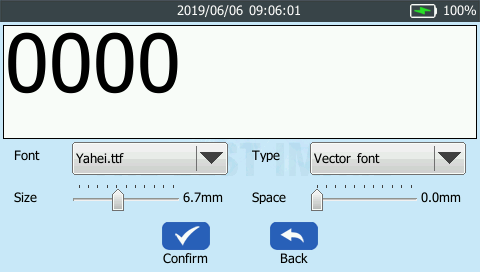 2019/06/06 09:06:01 100%
0000
Font Yahei.ttf Type Vector font
Size 6.7mm Space 0.0mm
Confirm Back